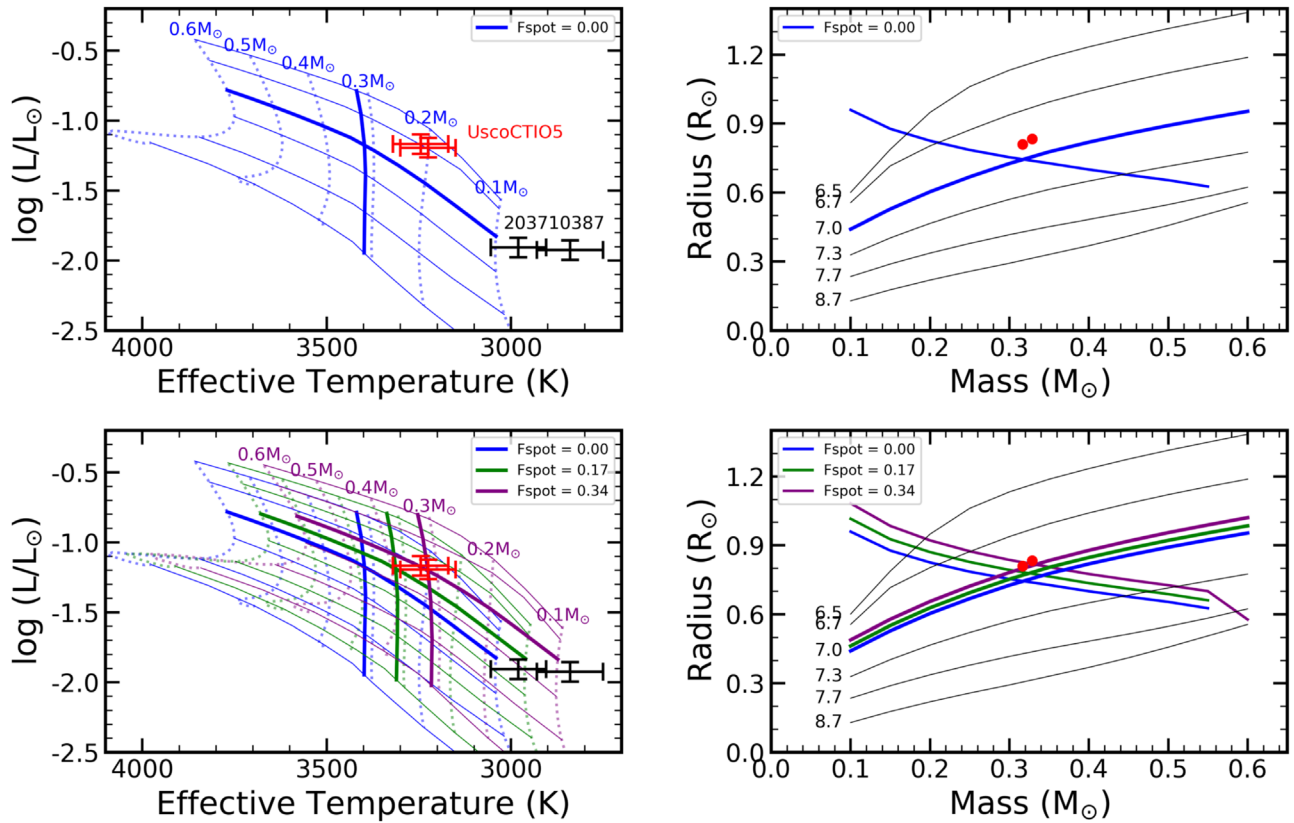 Fspot = 0.00
0.6M⊙
0.5M⊙
0.4M⊙
0.3M⊙
0.2M⊙
0.1M⊙
UscoCTIO5
203710387
-0.5
-1.0
-1.5
-2.0
-2.5
log (L/L⊙)
4000 3500 3000
Effective Temperature (K)
Fspot = 0.00
1.2
0.9
0.6
0.3
0.0
Radius (R⊙)
6.5
6.7
7.0
7.3
7.7
8.7
0.0 0.1 0.2 0.3 0.4 0.5 0.6
Mass (M⊙)
Fspot = 0.00
Fspot = 0.17
Fspot = 0.34
0.6M⊙
0.5M⊙
0.4M⊙
0.3M⊙
0.2M⊙
0.1M⊙
-0.5
-1.0
-1.5
-2.0
-2.5
log (L/L⊙)
4000 3500 3000
Effective Temperature (K)
Fspot = 0.00
Fspot = 0.17
Fspot = 0.34
1.2
0.9
0.6
0.3
0.0
Radius (R⊙)
6.5
6.7
7.0
7.3
7.7
8.7
0.0 0.1 0.2 0.3 0.4 0.5 0.6
Mass (M⊙)